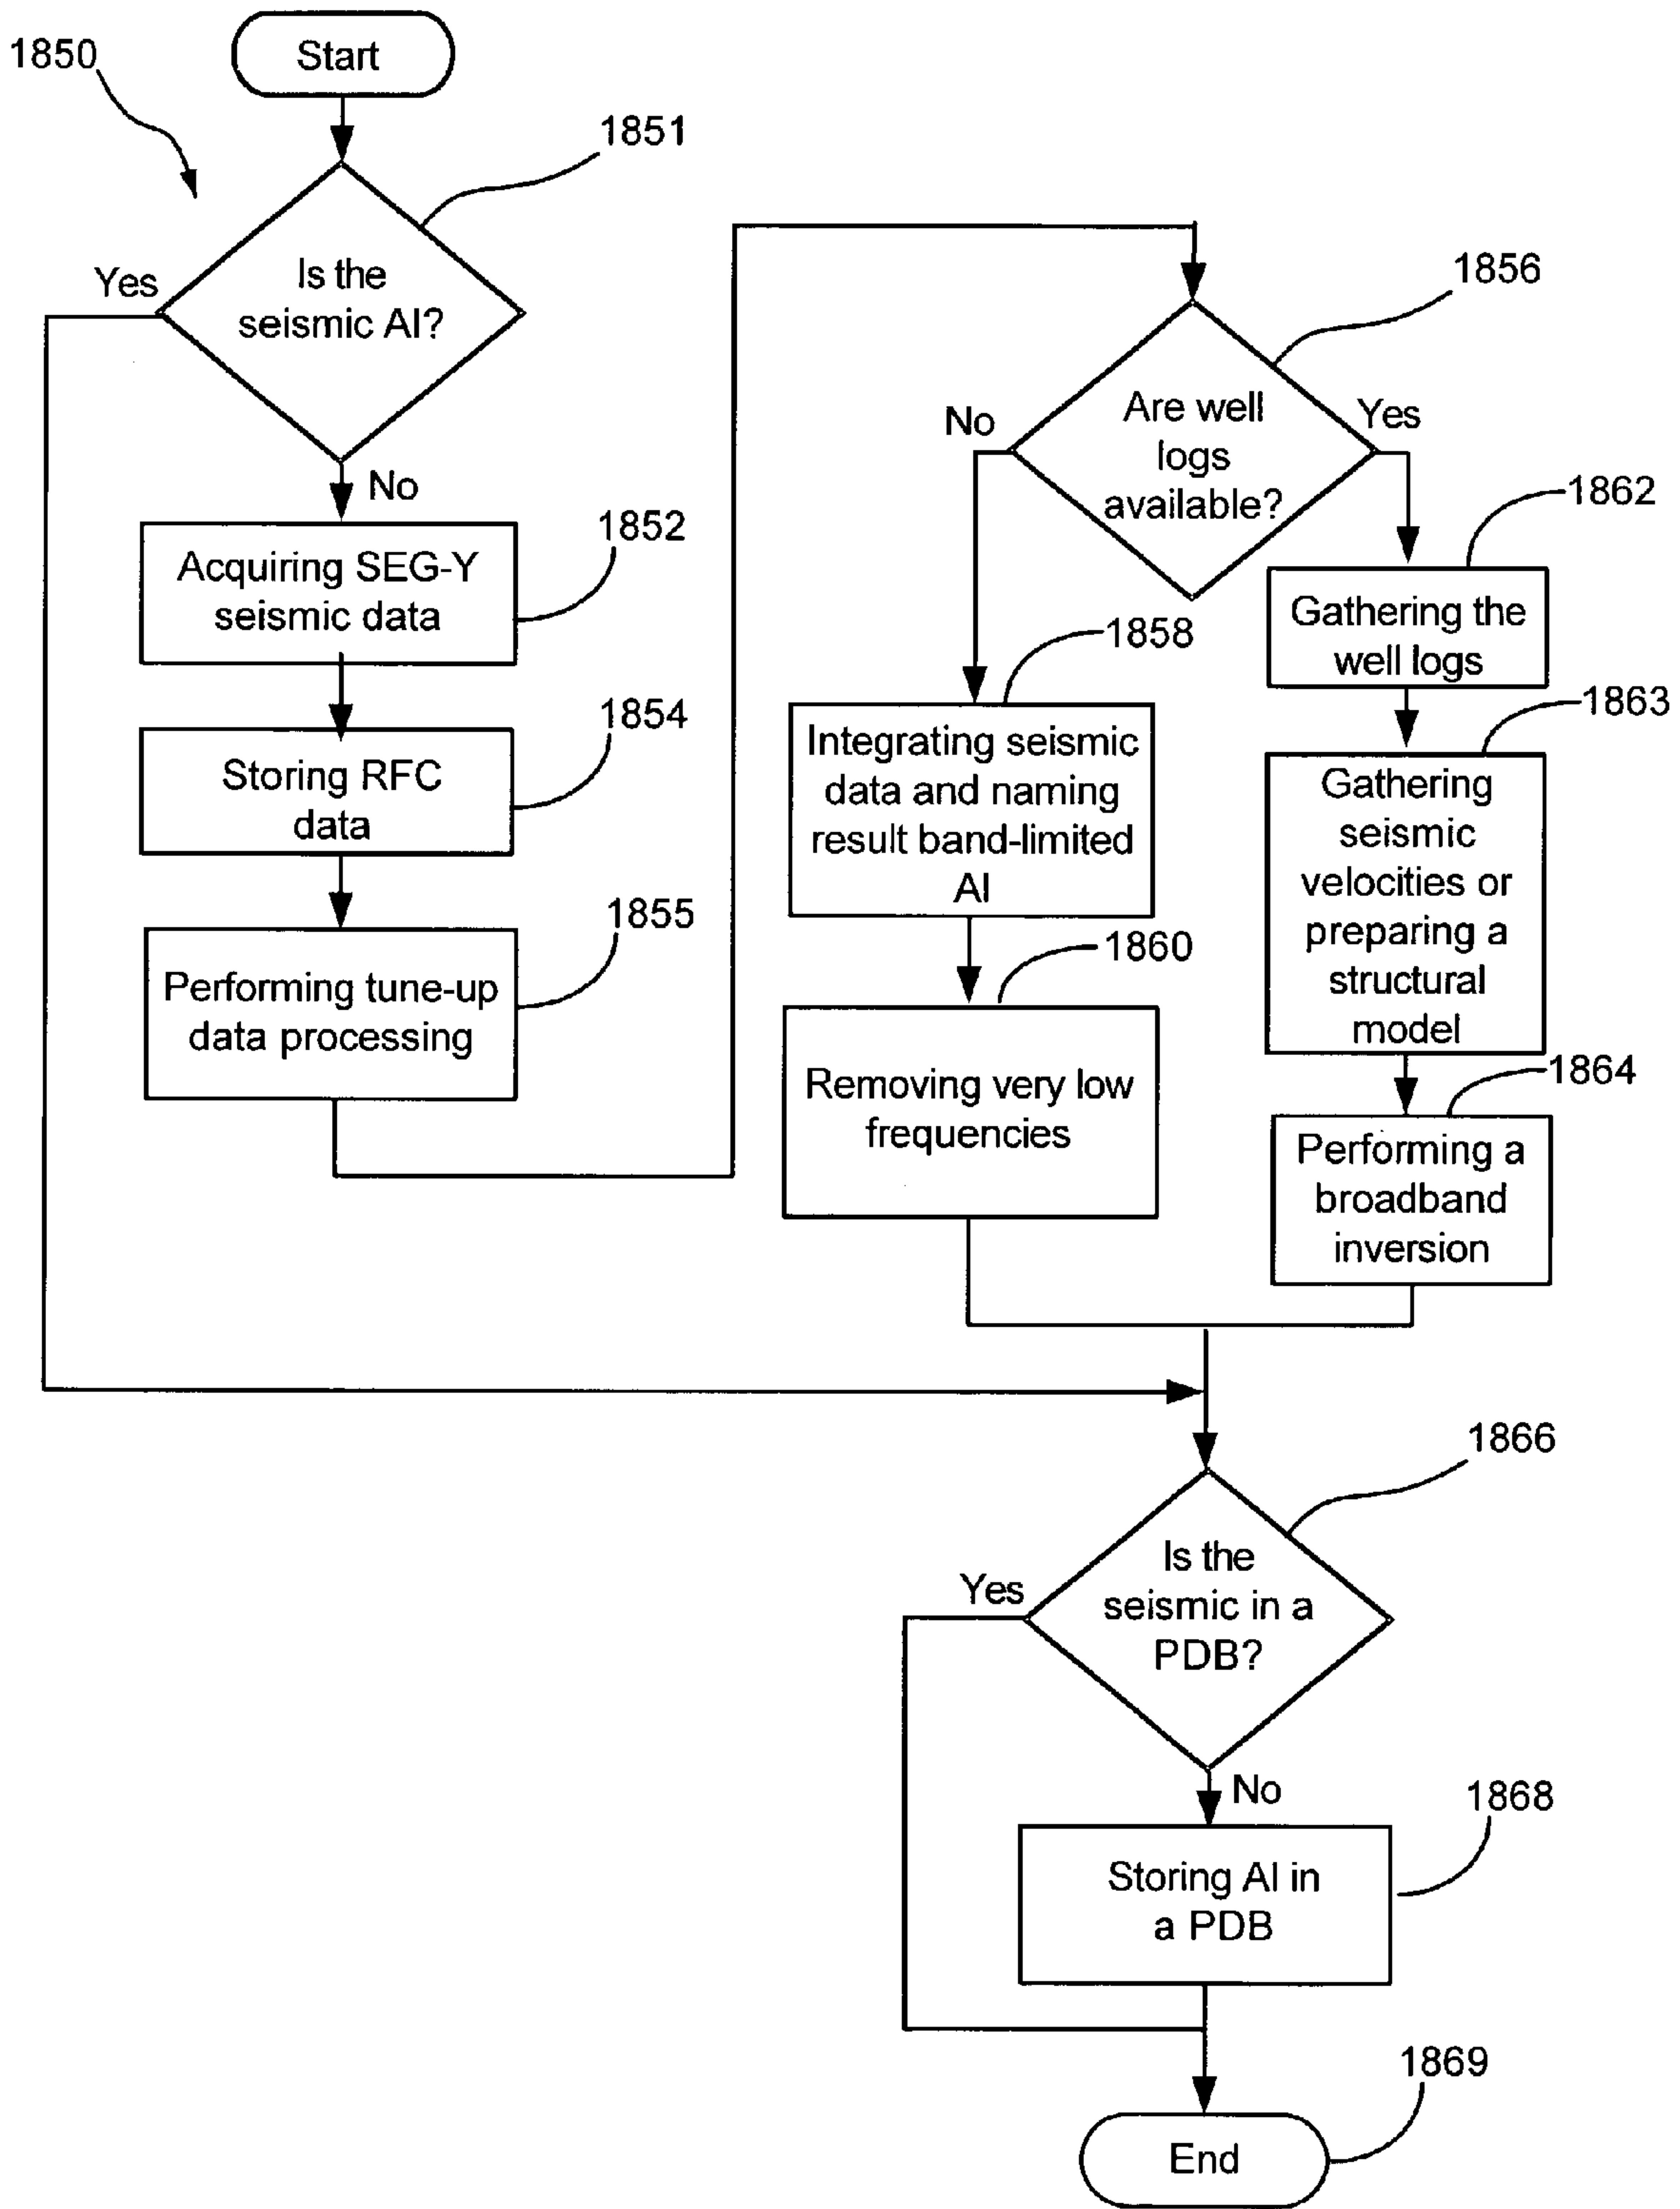 1850
Start
1851
Yes
Is the
seismic AI?
No
1852
Acquiring SEG-Y
seismic data
1854
Storing RFC
data
1855
Performing tune-up
data processing
1856
Are well
logs
available?
No
Yes
1858
Integrating seismic
data and naming
result band-limited
AI
1860
Removing very low
frequencies
1862
Gathering the
well logs
1863
Gathering
seismic
velocities or
preparing a
structural
model
1864
Performing a
broadband
inversion
1866
Is the
seismic in a
PDB?
Yes
No
1868
Storing AI in
a PDB
1869
End